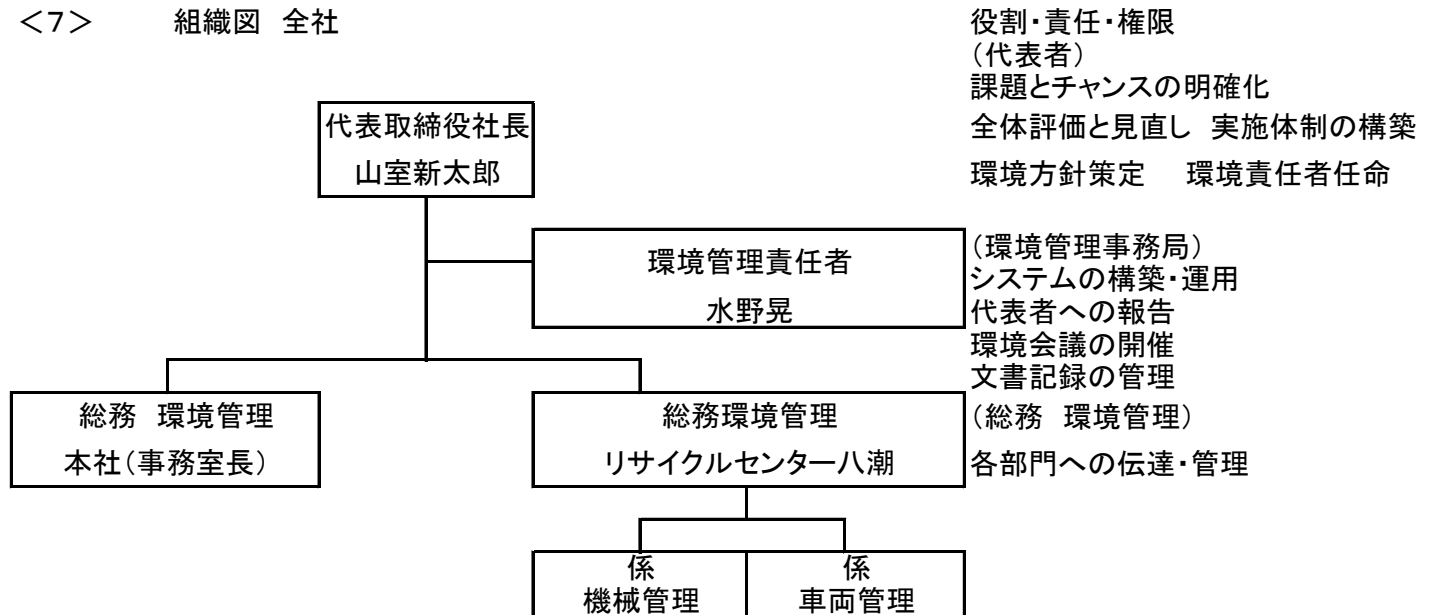 ＜７＞ 組織図 全社
役割・責任・権限
（代表者）
課題とチャンスの明確化
全体評価と見直し 実施体制の構築
環境方針策定 環境責任者任命
代表取締役社長
山室新太郎
環境管理責任者
水野晃
（環境管理事務局）
システムの構築・運用
代表者への報告
環境会議の開催
文書記録の管理
総務 環境管理
本社（事務室長）
総務環境管理
リサイクルセンター八潮
（総務 環境管理）
各部門への伝達・管理
係
機械管理
係
車両管理